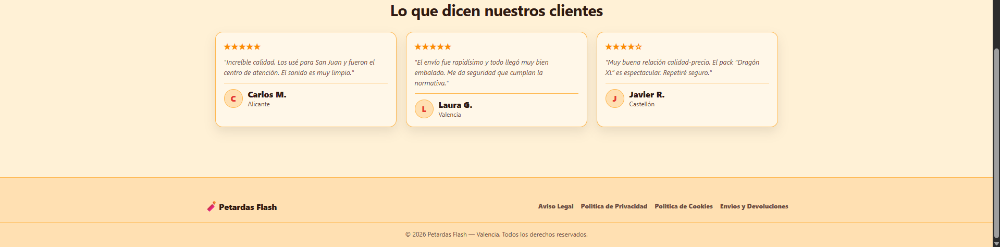 Lo que dicen nuestros clientes
★★★★★
"Increíble calidad. Los usé para San Juan y fueron el
centro de atención. El sonido es muy limpio."
C
Carlos M.
Alicante
★★★★★
"El envío fue rapidísimo y todo llegó muy bien
embalado. Me da seguridad que cumplan la
normativa."
L
Laura G.
Valencia
★★★★☆
"Muy buena relación calidad-precio. El pack “Dragón
XL” es espectacular. Repetiré seguro."
J
Javier R.
Castellón
Petardas Flash
Aviso Legal Política de Privacidad Política de Cookies Envíos y Devoluciones
© 2026 Petardas Flash — Valencia. Todos los derechos reservados.